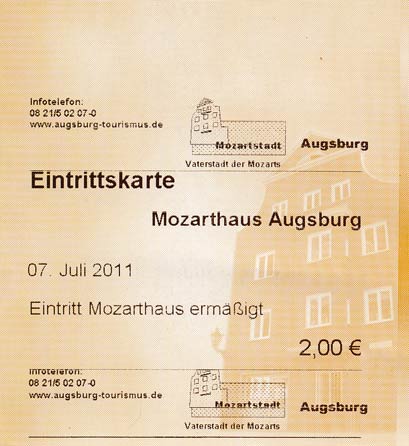 Infotelefon:
08 21/5 02 07-0
www.augsburg-tourismus.de
Mozartstadt Augsburg
Vaterstadt der Mozarts
Eintrittskarte
Mozarthaus Augsburg
07. Juli 2011
Eintritt Mozarthaus ermäßigt
2,00 €
Infotelefon:
08 21/5 02 07-0
www.augsburg-tourismus.de
Mozartstadt Augsburg
Vaterstadt der Mozarts